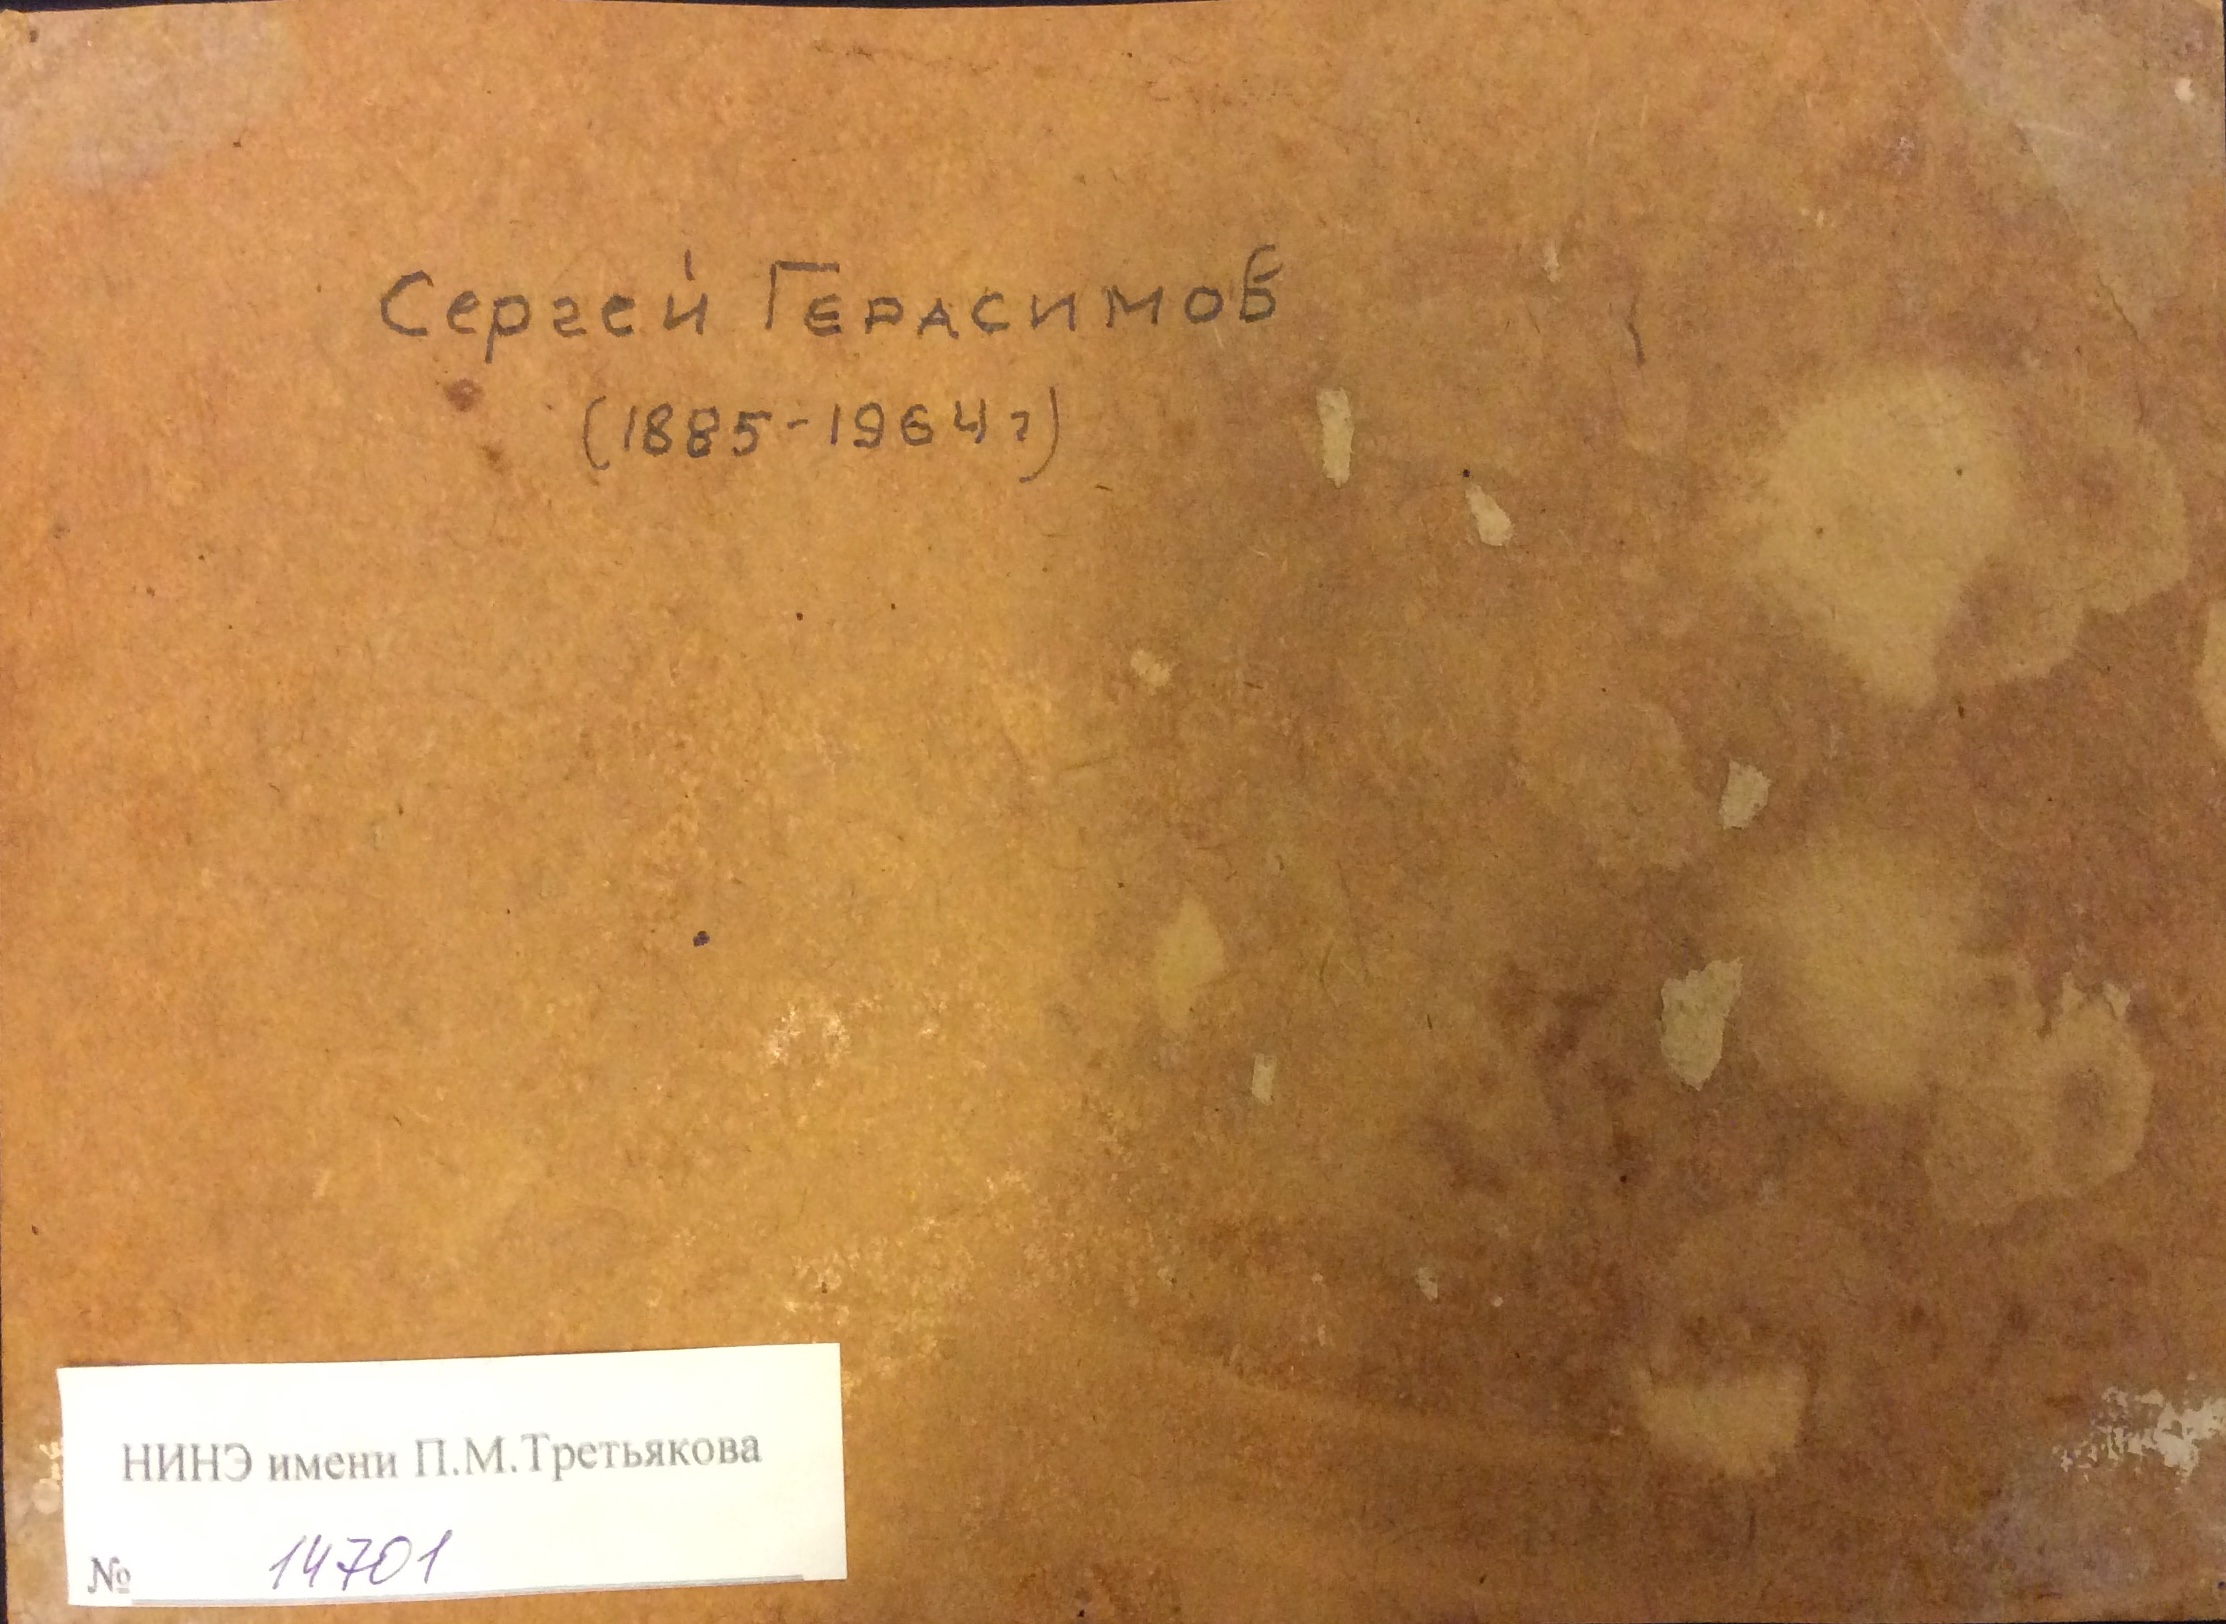 Сергей Герасимов
(1885-1964 г)
НИНЭ имени П.М.Третьякова
№ 14701